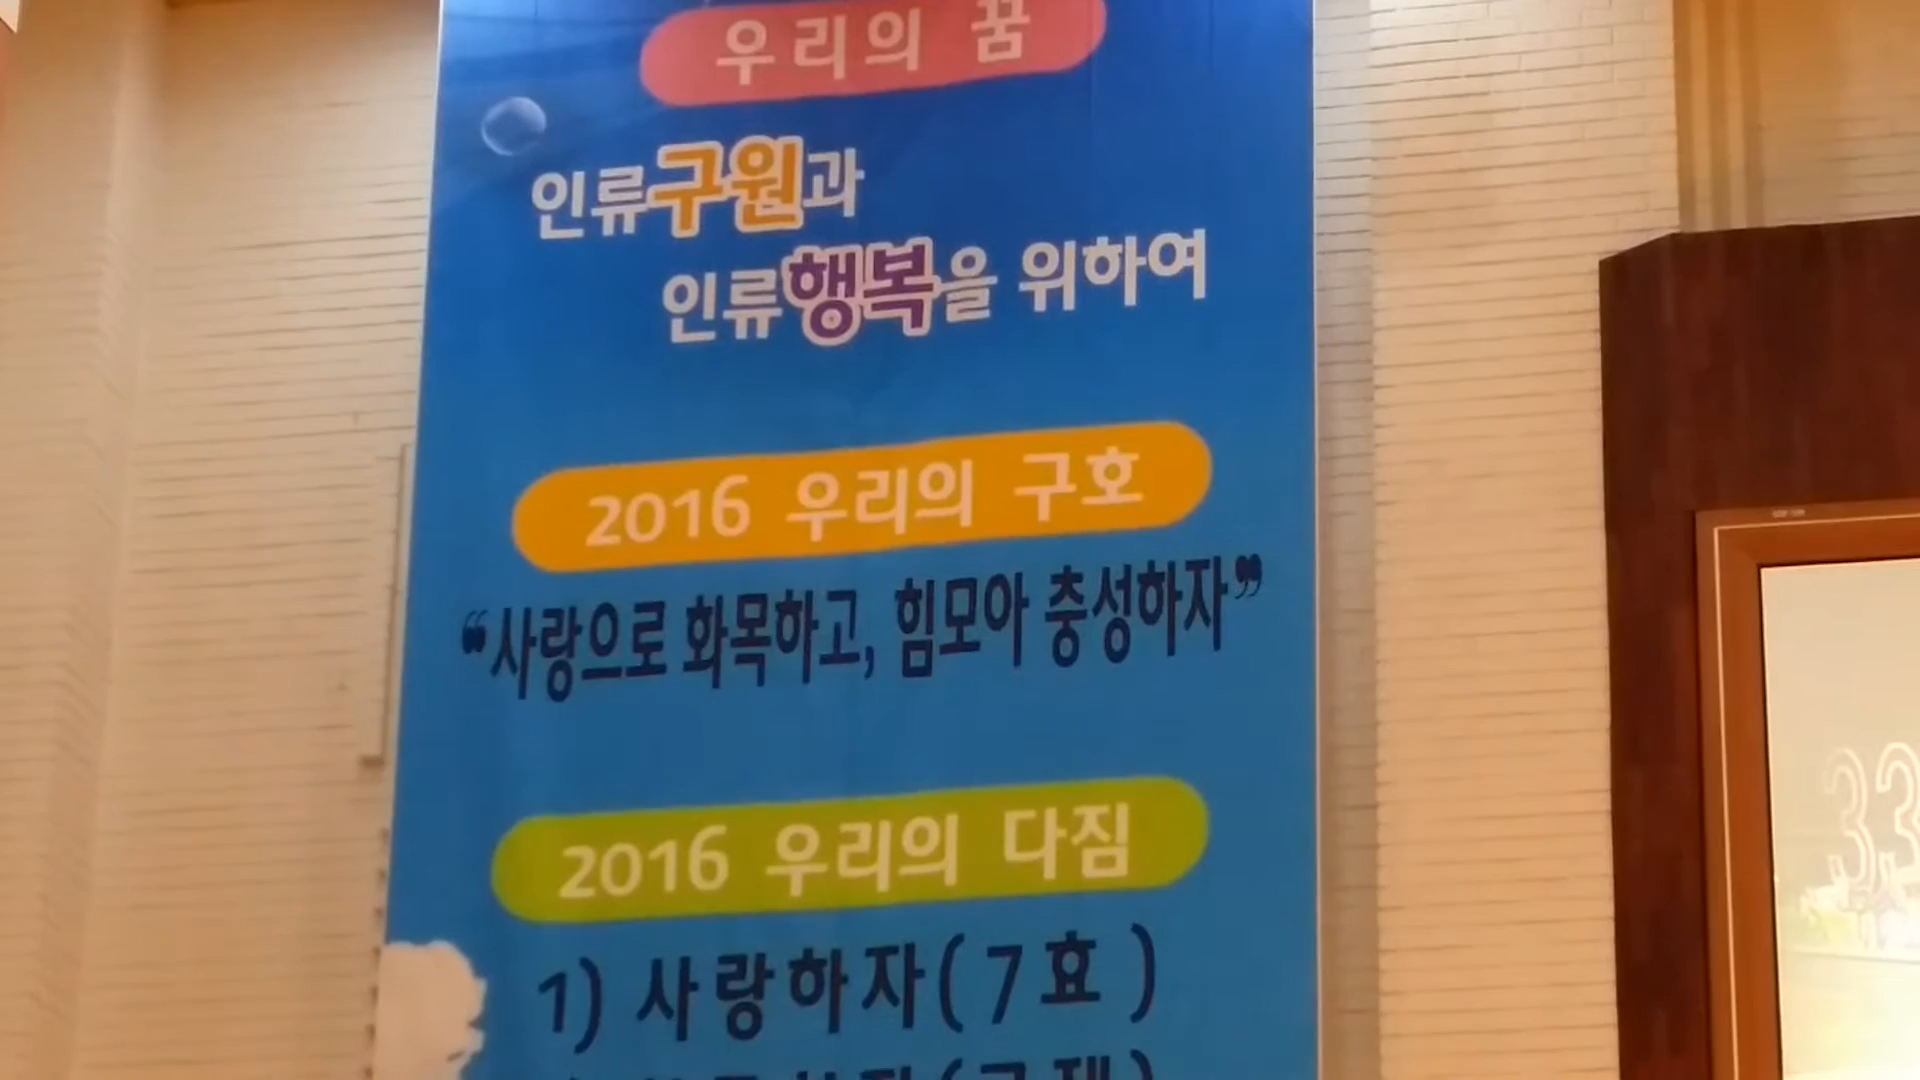 우리의 꿈
인류구원과
인류행복을 위하여
2016 우리의 구호
“사랑으로 화목하고, 힘모아 충성하자”
2016 우리의 다짐
1) 사랑하자(7효)
33